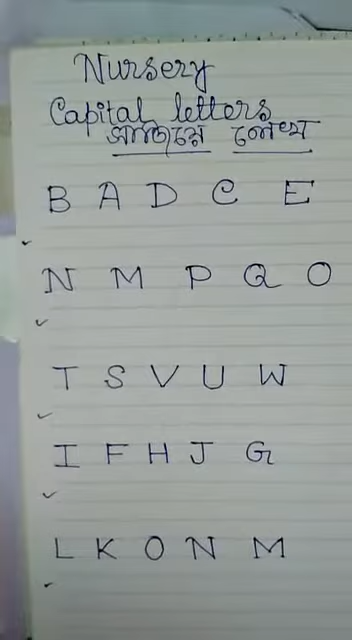 Nursery
Capital letters
সাজিয়ে লেখো
B A D C E
N M P Q O
T S V U W
I F H J G
L K O N M